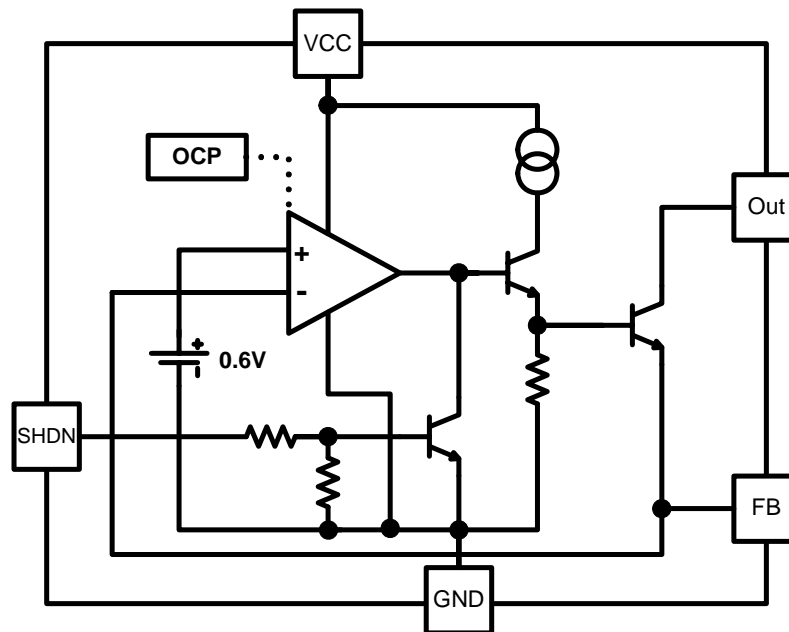 VCC
OCP
Out
+
-
+
0.6V
-
SHDN
FB
GND